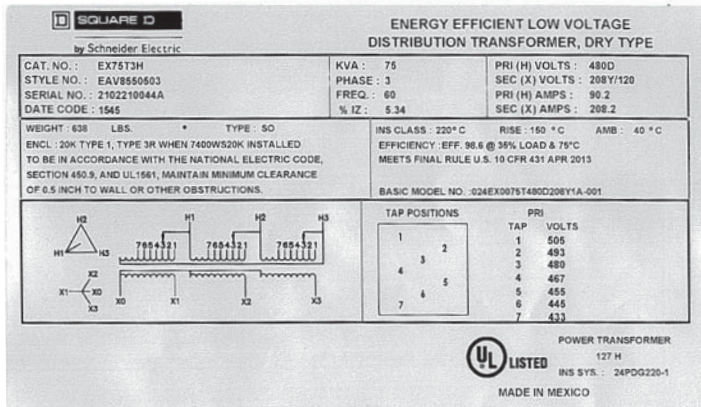 D SQUARE D
by Schneider Electric
ENERGY EFFICIENT LOW VOLTAGE
DISTRIBUTION TRANSFORMER, DRY TYPE
CAT. NO. : EX75T3H
STYLE NO. : EAV8550503
SERIAL NO. : 2102210044A
DATE CODE : 1545
KVA : 75
PHASE : 3
FREQ. : 60
% IZ : 5.34
PRI (H) VOLTS : 480D
SEC (X) VOLTS : 208Y/120
PRI (H) AMPS : 90.2
SEC (X) AMPS : 208.2
WEIGHT : 638 LBS. * TYPE : SO
ENCL : 20K TYPE 1, TYPE 3R WHEN 7400WS20K INSTALLED
TO BE IN ACCORDANCE WITH THE NATIONAL ELECTRIC CODE,
SECTION 450.9, AND UL1561, MAINTAIN MINIMUM CLEARANCE
OF 0.5 INCH TO WALL OR OTHER OBSTRUCTIONS.
INS CLASS : 220° C RISE : 150 °C AMB : 40 °C
EFFICIENCY : EFF. 98.6 @ 35% LOAD & 75°C
MEETS FINAL RULE U.S. 10 CFR 431 APR 2013
BASIC MODEL NO. :024EX0075T480D208Y1A-001
H2
H1 H3
X2
X1 X0
X3
H1 H2 H3
7654321 7654321 7654321
X0 X1 X2 X3
TAP POSITIONS
1
2
3
4
5
6
7
PRI
TAP VOLTS
1 505
2 493
3 480
4 467
5 455
6 445
7 433
UL LISTED
POWER TRANSFORMER
127 H
INS SYS. : 24PDG220-1
MADE IN MEXICO